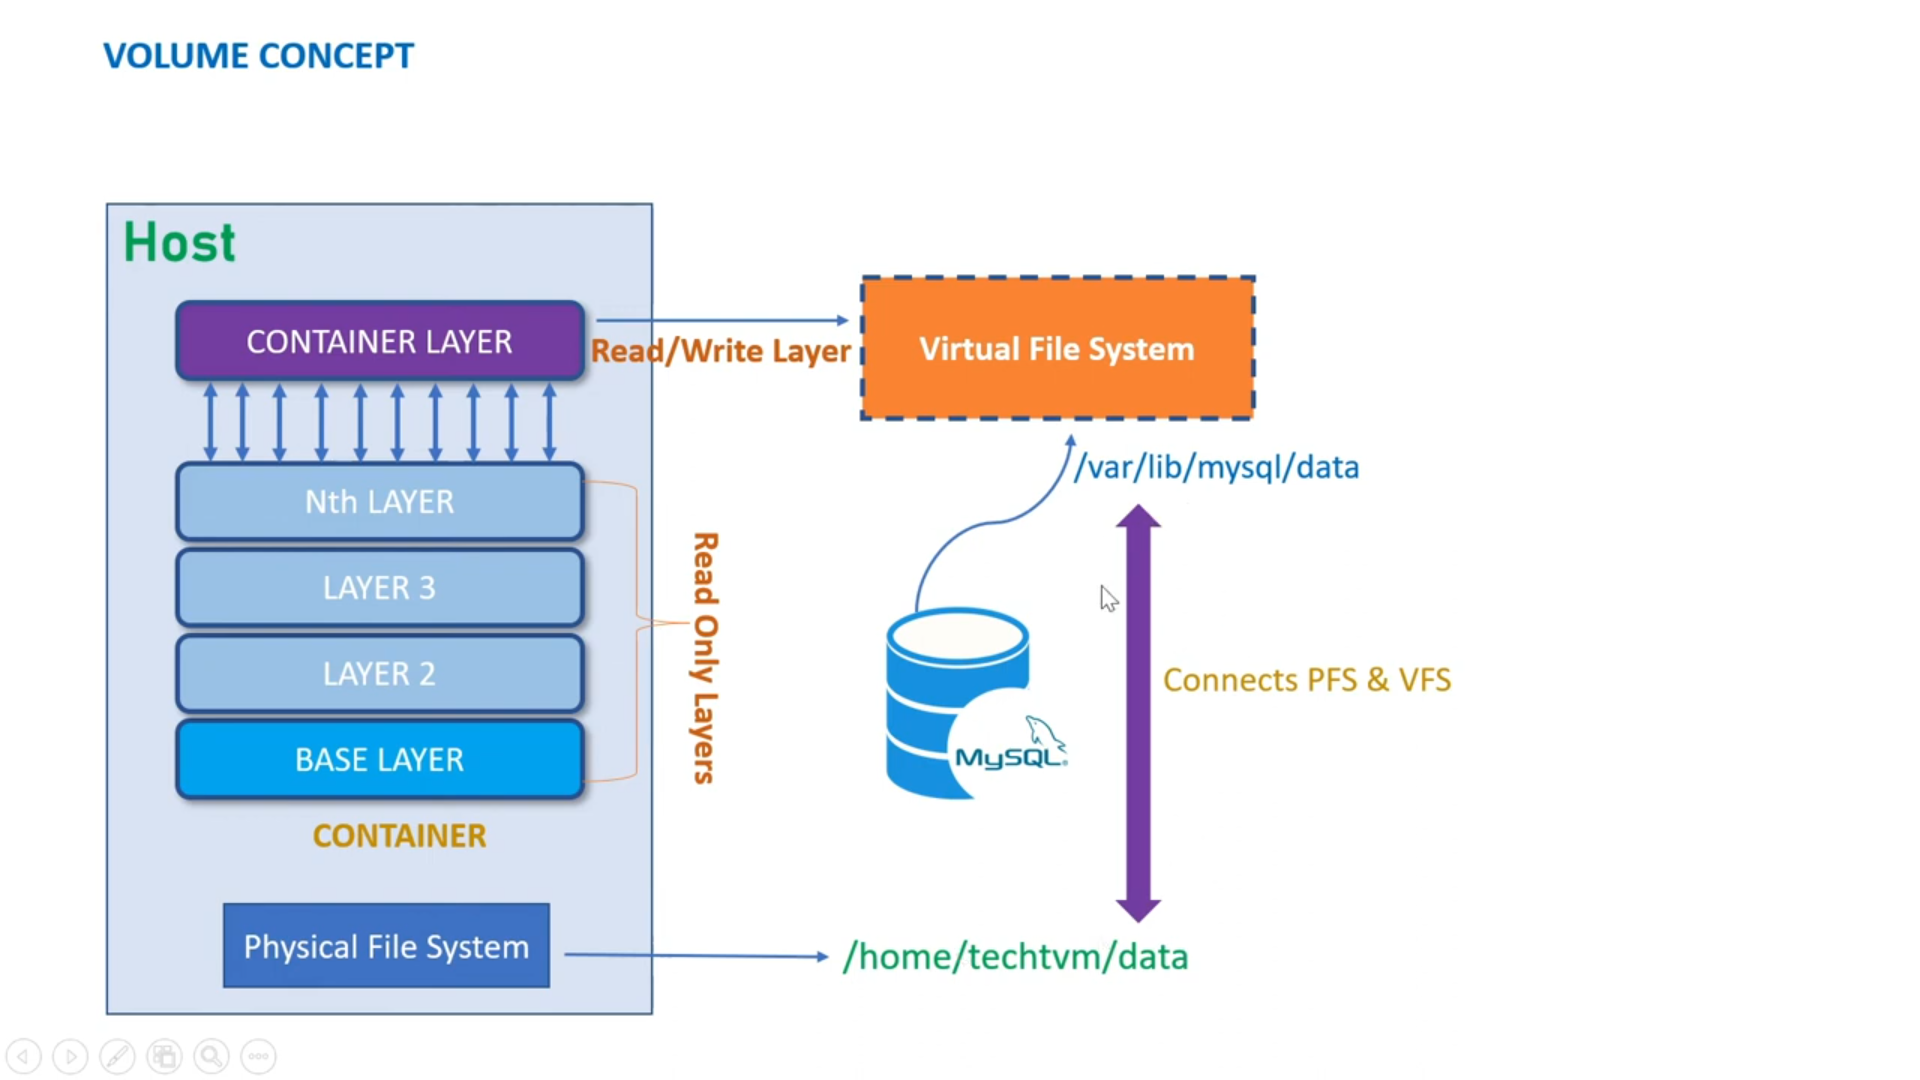 VOLUME CONCEPT
Host
CONTAINER LAYER
Read/Write Layer
Virtual File System
/var/lib/mysql/data
Nth LAYER
LAYER 3
LAYER 2
BASE LAYER
Read Only Layers
CONTAINER
MySQL®
Connects PFS & VFS
Physical File System
/home/techtvm/data